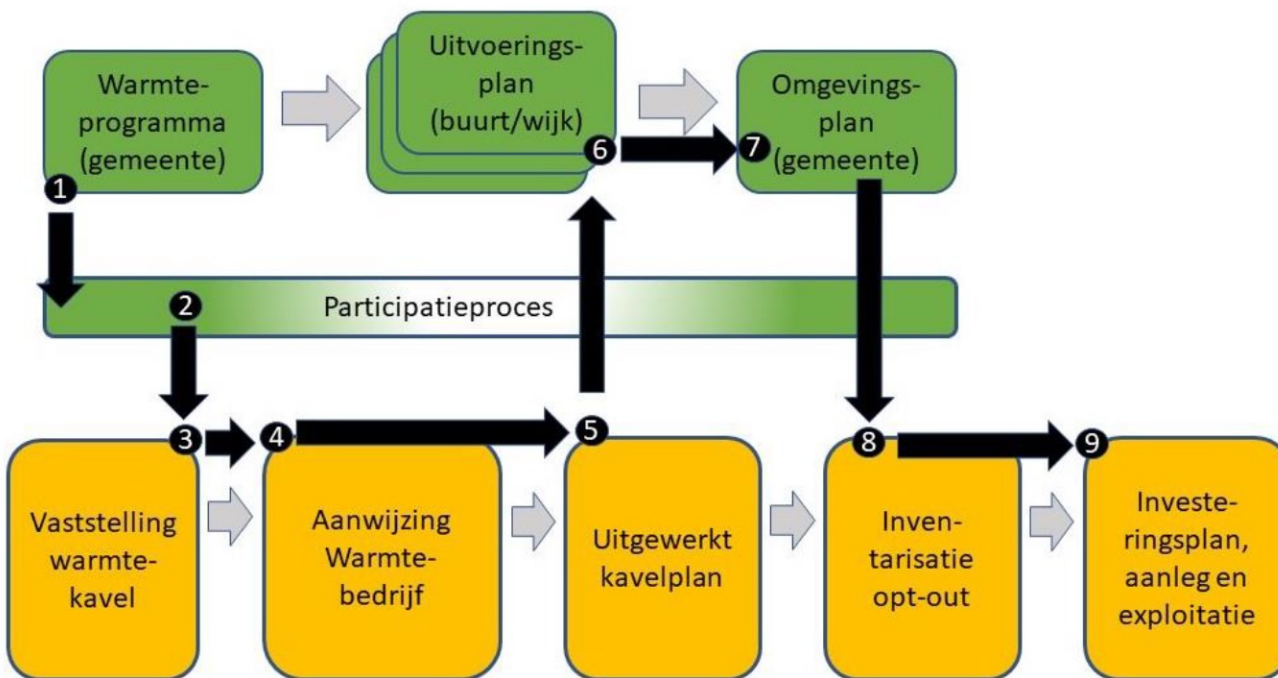 Warmte-
programma
(gemeente)
1
Uitvoerings-
plan
(buurt/wijk)
6
Omgevings-
plan
(gemeente)
7
2
Participatieproces
3
Vaststelling
warmte-
kavel
4
Aanwijzing
Warmte-
bedrijf
5
Uitgewerkt
kavelplan
8
Inven-
tarisatie
opt-out
9
Investe-
ringsplan,
aanleg en
exploitatie